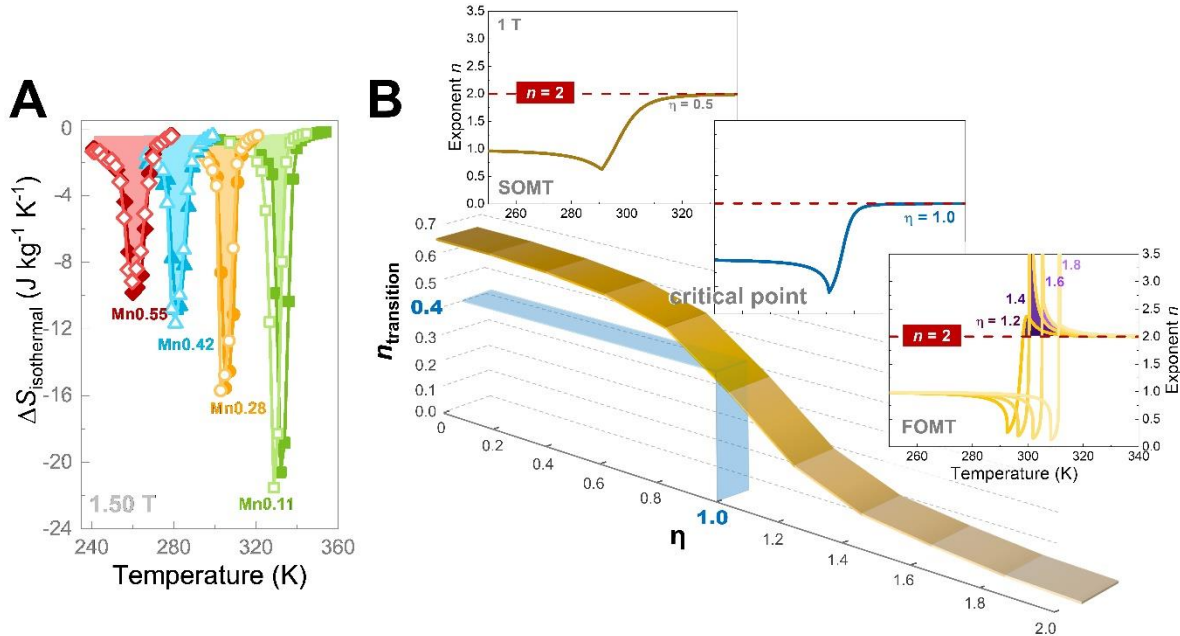 A
0
-4
-8
-12
-16
-20
-24
ΔS_isothermal (J kg⁻¹ K⁻¹)
Mn0.55
Mn0.42
Mn0.28
Mn0.11
1.50 T
240 280 320 360
Temperature (K)
B
1 T
3.5
3.0
2.5
2.0
1.5
1.0
0.5
0.0
Exponent n
n = 2
η = 0.5
SOMT
260 280 300 320
η = 1.0
critical point
3.5
3.0
2.5
2.0
1.5
1.0
0.5
0.0
Exponent n
1.8
1.6
1.4
η = 1.2
n = 2
FOMT
260 280 300 320 340
Temperature (K)
0.7
0.6
0.5
0.4
0.3
0.2
0.1
0.0
n_transition
0 0.2 0.4 0.6 0.8 1.0 1.2 1.4 1.6 1.8 2.0
η